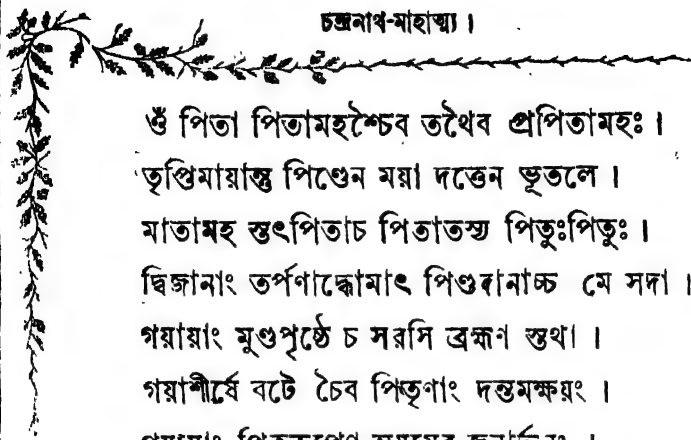 চন্দ্রনাথ-মাহাত্ম্য ।
ওঁ পিতা পিতামহশ্চৈব তথৈব প্রপিতামহঃ ।
তৃপ্তিমায়ান্তু পিণ্ডেন ময়া দত্তেন ভূতলে ।
মাতামহ স্তুৎপিতাচ পিতাতস্য পিতুঃপিতুঃ ।
দ্বিজানাং তর্পণাদ্ধোমাৎ পিণ্ডদানাচ্চ মে সদা ।
গয়ায়াং মুণ্ডপৃষ্ঠে চ সরসি ব্রহ্মণ স্তথা ।
গয়াশীর্ষে বটে চৈব পিতৃণাং দত্তমক্ষয়ং ।